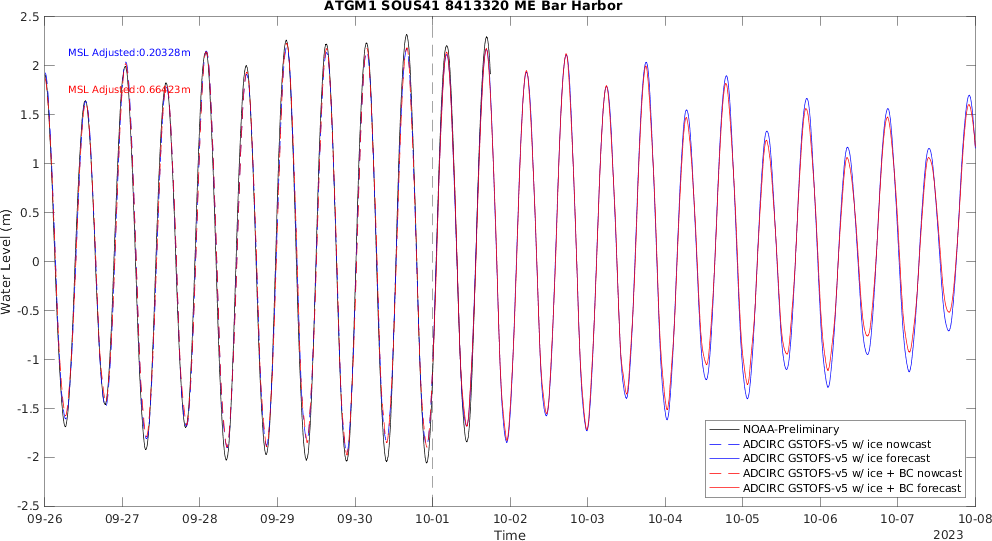 ATGM1 SOUS41 8413320 ME Bar Harbor
2.5
2
1.5
1
0.5
0
-0.5
-1
-1.5
-2
-2.5
Water Level (m)
MSL Adjusted:0.20328m
MSL Adjusted:0.66423m
NOAA-Preliminary
ADCIRC GSTOFS-v5 w/ ice nowcast
ADCIRC GSTOFS-v5 w/ ice forecast
ADCIRC GSTOFS-v5 w/ ice + BC nowcast
ADCIRC GSTOFS-v5 w/ ice + BC forecast
09-26 09-27 09-28 09-29 09-30 10-01 10-02 10-03 10-04 10-05 10-06 10-07 10-08
Time
2023